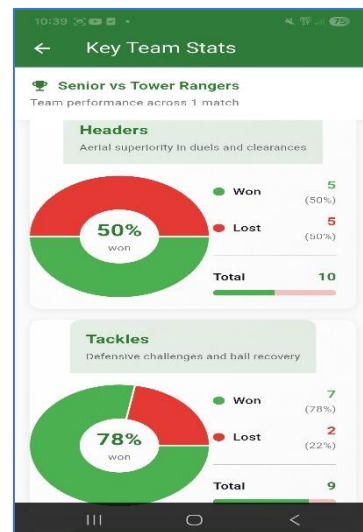 10:39
Key Team Stats
Senior vs Tower Rangers
Team performance across 1 match
Headers
Aerial superiority in duels and clearances
50%
won
Won 5
(50%)
Lost 5
(50%)
Total 10
Tackles
Defensive challenges and ball recovery
78%
won
Won 7
(78%)
Lost 2
(22%)
Total 9